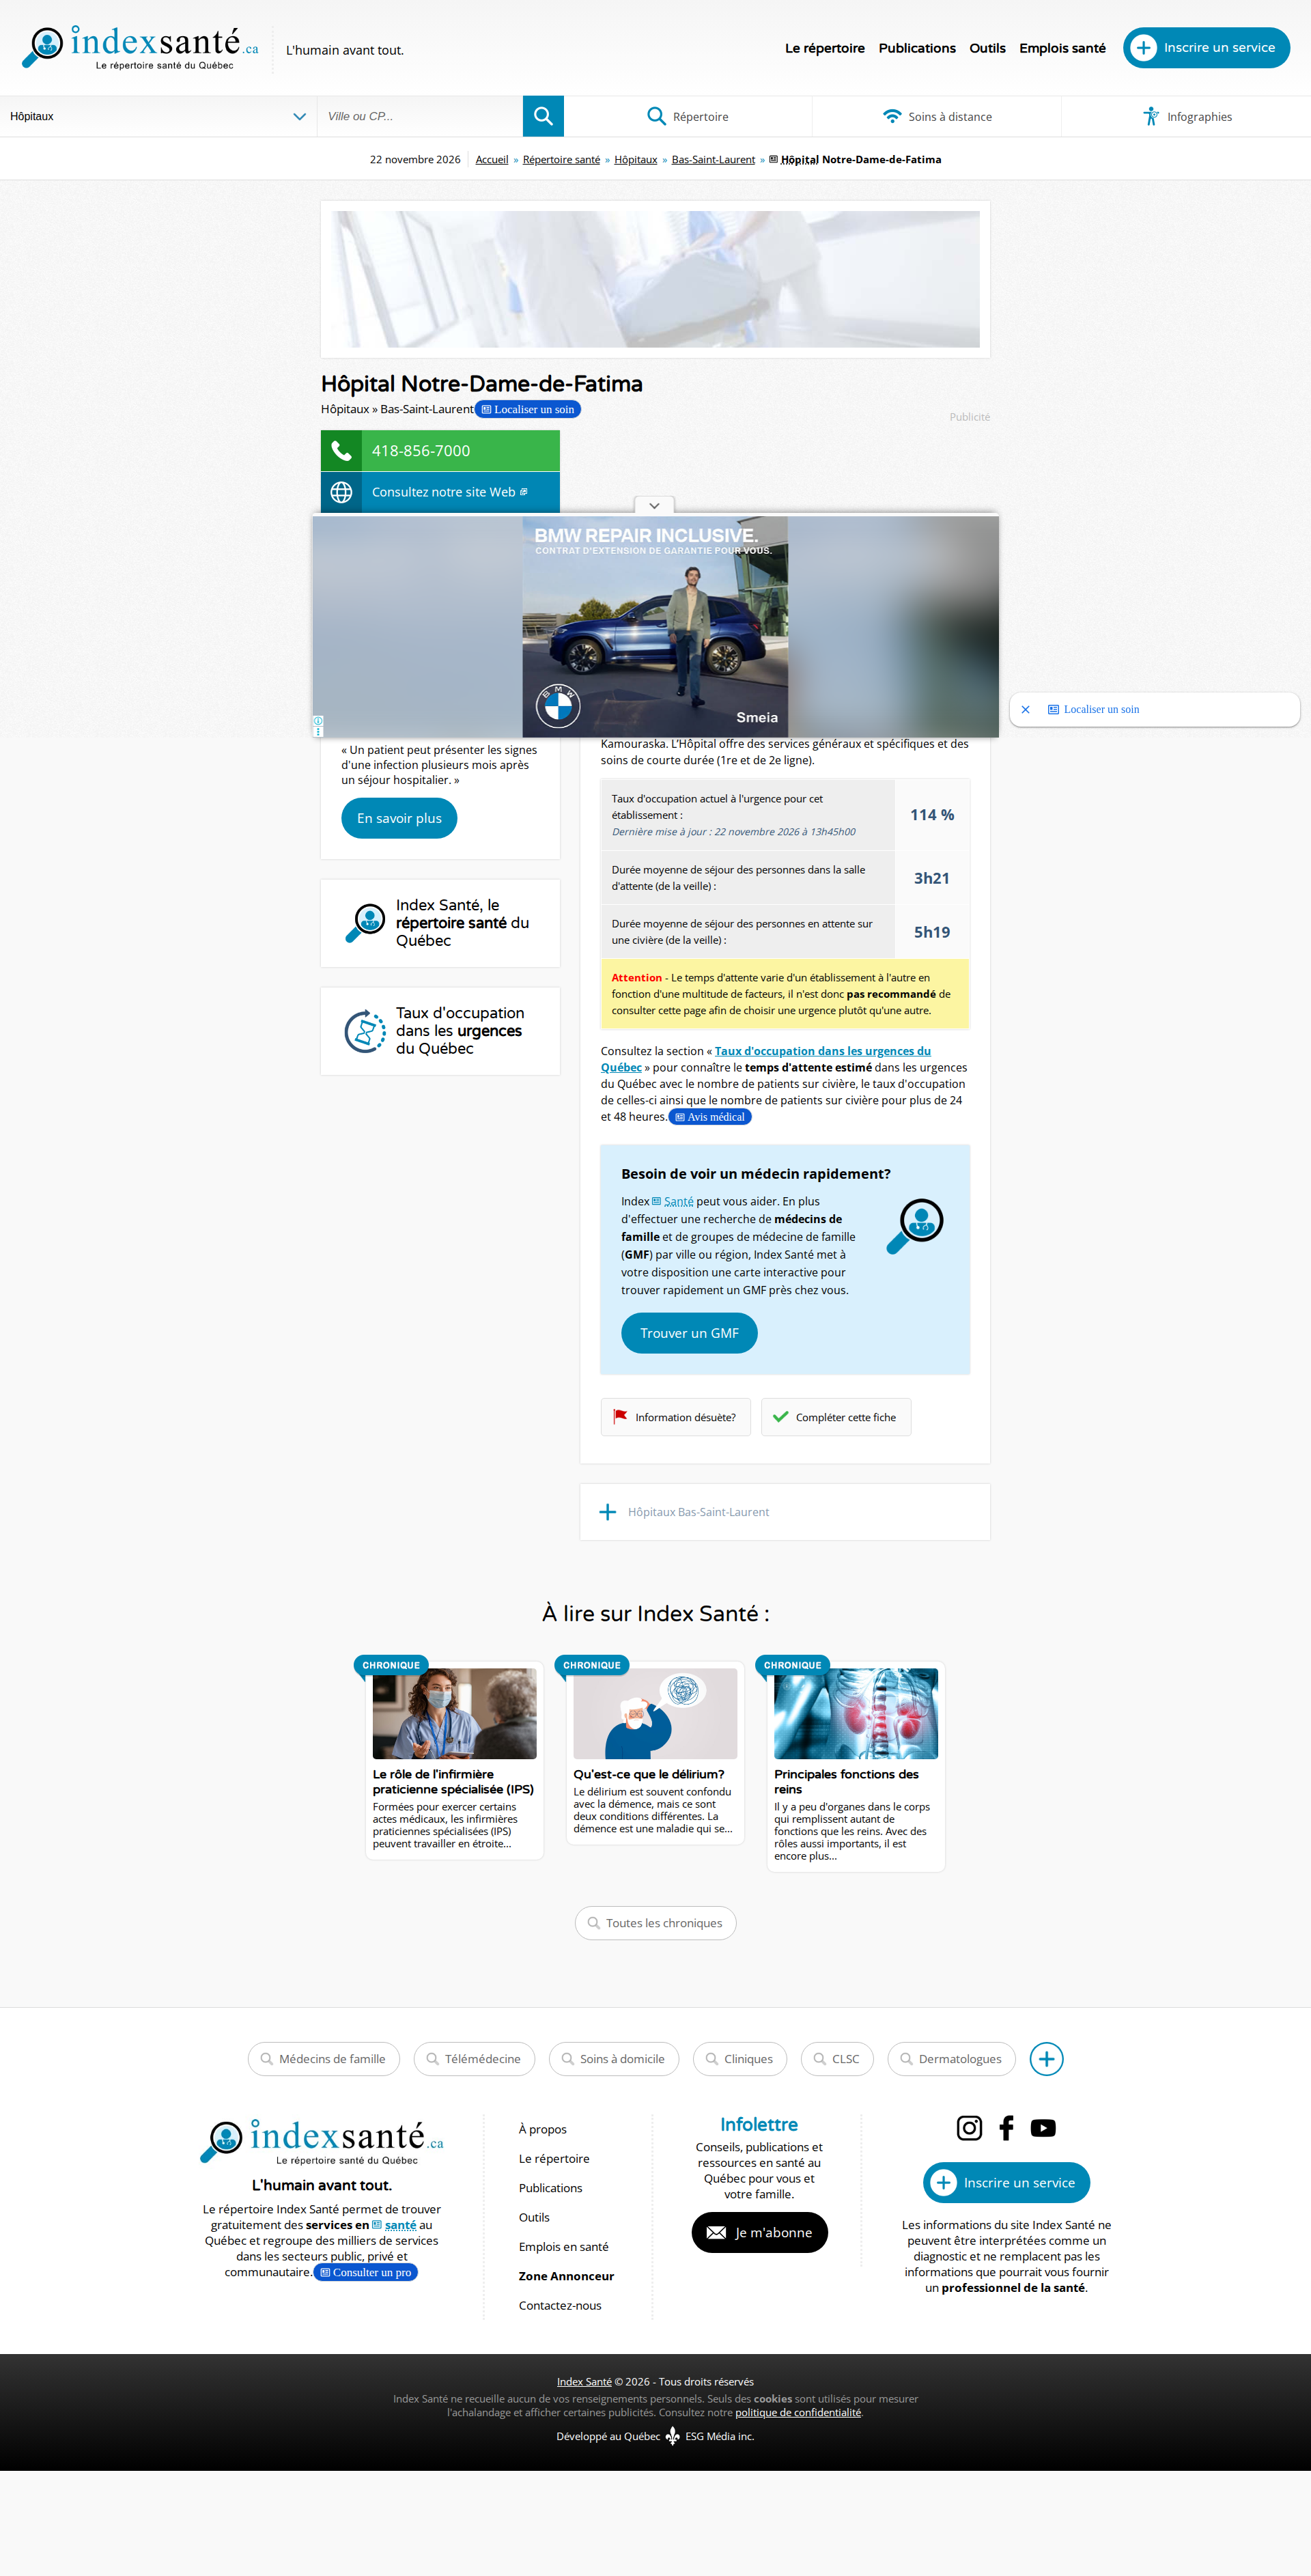 indexsanté.ca
Le répertoire santé du Québec
L'humain avant tout.
Le répertoire
Publications
Outils
Emplois santé
Inscrire un service
Hôpitaux
Ville ou CP...
Répertoire
Soins à distance
Infographies
22 novembre 2026
Accueil » Répertoire santé » Hôpitaux » Bas-Saint-Laurent » Hôpital Notre-Dame-de-Fatima
Hôpital Notre-Dame-de-Fatima
Hôpitaux » Bas-Saint-Laurent Localiser un soin
Publicité
418-856-7000
Consultez notre site Web
BMW REPAIR INCLUSIVE.
CONTRAT D'EXTENSION DE GARANTIE POUR VOUS.
BMW
Smeia
Localiser un soin
« Un patient peut présenter les signes
d'une infection plusieurs mois après
un séjour hospitalier. »
En savoir plus
Index Santé, le
répertoire santé du
Québec
Taux d'occupation
dans les urgences
du Québec
Kamouraska. L'Hôpital offre des services généraux et spécifiques et des
soins de courte durée (1re et de 2e ligne).
Taux d'occupation actuel à l'urgence pour cet
établissement :
Dernière mise à jour : 22 novembre 2026 à 13h45h00
114 %
Durée moyenne de séjour des personnes dans la salle
d'attente (de la veille) :
3h21
Durée moyenne de séjour des personnes en attente sur
une civière (de la veille) :
5h19
Attention - Le temps d'attente varie d'un établissement à l'autre en
fonction d'une multitude de facteurs, il n'est donc pas recommandé de
consulter cette page afin de choisir une urgence plutôt qu'une autre.
Consultez la section « Taux d'occupation dans les urgences du
Québec » pour connaître le temps d'attente estimé dans les urgences
du Québec avec le nombre de patients sur civière, le taux d'occupation
de celles-ci ainsi que le nombre de patients sur civière pour plus de 24
et 48 heures. Avis médical
Besoin de voir un médecin rapidement?
Index Santé peut vous aider. En plus
d'effectuer une recherche de médecins de
famille et de groupes de médecine de famille
(GMF) par ville ou région, Index Santé met à
votre disposition une carte interactive pour
trouver rapidement un GMF près chez vous.
Trouver un GMF
Information désuète?
Compléter cette fiche
Hôpitaux Bas-Saint-Laurent
À lire sur Index Santé :
CHRONIQUE
Le rôle de l'infirmière
praticienne spécialisée (IPS)
Formées pour exercer certains
actes médicaux, les infirmières
praticiennes spécialisées (IPS)
peuvent travailler en étroite...
CHRONIQUE
Qu'est-ce que le délirium?
Le délirium est souvent confondu
avec la démence, mais ce sont
deux conditions différentes. La
démence est une maladie qui se...
CHRONIQUE
Principales fonctions des
reins
Il y a peu d'organes dans le corps
qui remplissent autant de
fonctions que les reins. Avec des
rôles aussi importants, il est
encore plus...
Toutes les chroniques
Médecins de famille
Télémédecine
Soins à domicile
Cliniques
CLSC
Dermatologues
indexsanté.ca
Le répertoire santé du Québec
L'humain avant tout.
Le répertoire Index Santé permet de trouver
gratuitement des services en santé au
Québec et regroupe des milliers de services
dans les secteurs public, privé et
communautaire. Consulter un pro
À propos
Le répertoire
Publications
Outils
Emplois en santé
Zone Annonceur
Contactez-nous
Infolettre
Conseils, publications et
ressources en santé au
Québec pour vous et
votre famille.
Je m'abonne
Inscrire un service
Les informations du site Index Santé ne
peuvent être interprétées comme un
diagnostic et ne remplacent pas les
informations que pourrait vous fournir
un professionnel de la santé.
Index Santé © 2026 - Tous droits réservés
Index Santé ne recueille aucun de vos renseignements personnels. Seuls des cookies sont utilisés pour mesurer
l'achalandage et afficher certaines publicités. Consultez notre politique de confidentialité.
Développé au Québec ESG Média inc.